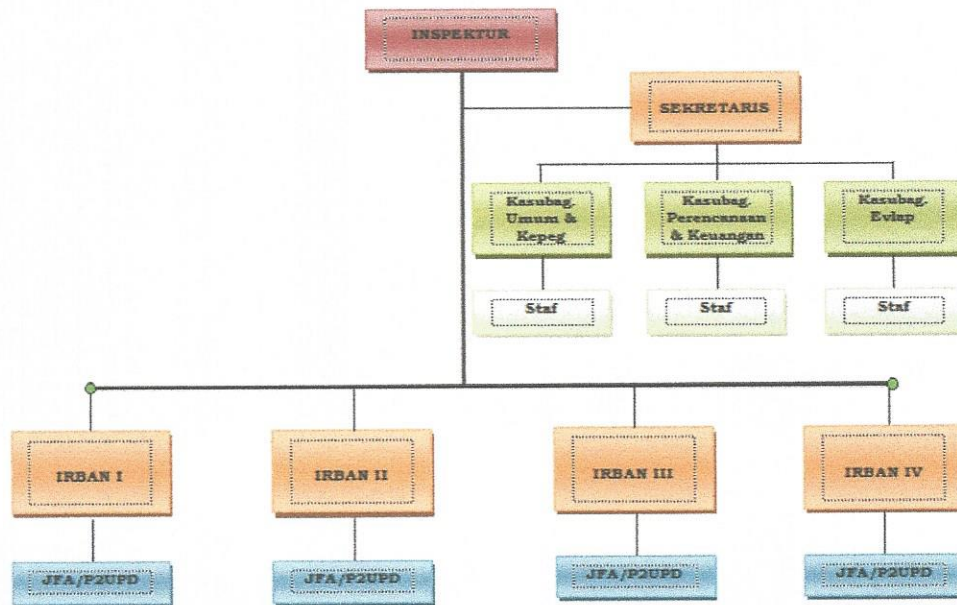 INSPEKTUR
SEKRETARIS
Kasubag.
Umum &
Kepeg
Kasubag.
Perencanaan
& Keuangan
Kasubag.
Evlap
Staf
Staf
Staf
IRBAN I
IRBAN II
IRBAN III
IRBAN IV
JFA/P2UPD
JFA/P2UPD
JFA/P2UPD
JFA/P2UPD